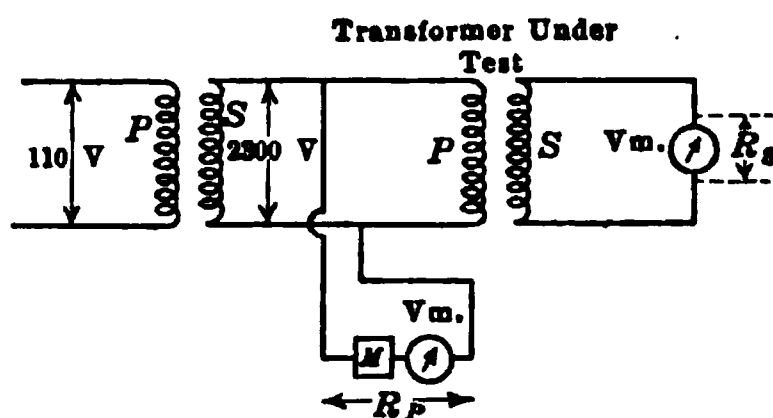 Transformer Under
Test
110 V
P
S
2300 V
P
S
Vm.
A
Rs
Vm.
M
A
RP